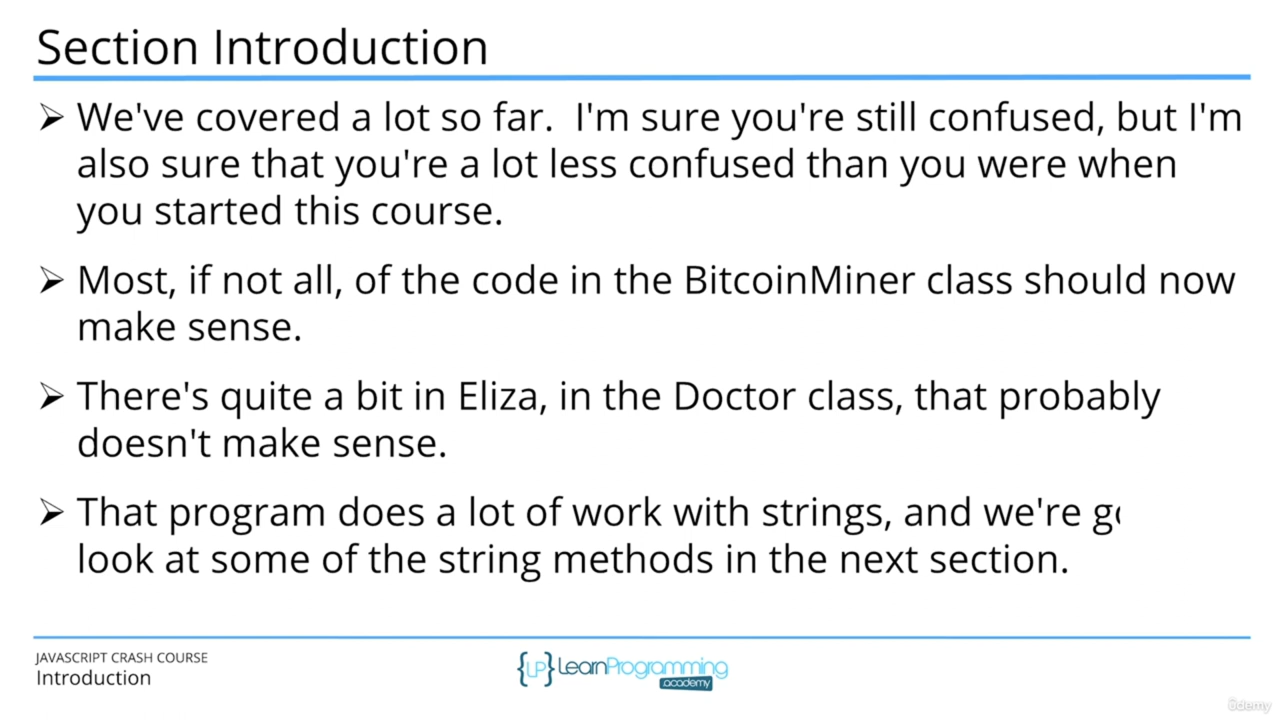 Section Introduction
We've covered a lot so far. I'm sure you're still confused, but I'm
also sure that you're a lot less confused than you were when
you started this course.
Most, if not all, of the code in the BitcoinMiner class should now
make sense.
There's quite a bit in Eliza, in the Doctor class, that probably
doesn't make sense.
That program does a lot of work with strings, and we're
look at some of the string methods in the next section.
JAVASCRIPT CRASH COURSE
Introduction
{LP} LearnProgramming
.academy
ûdemy